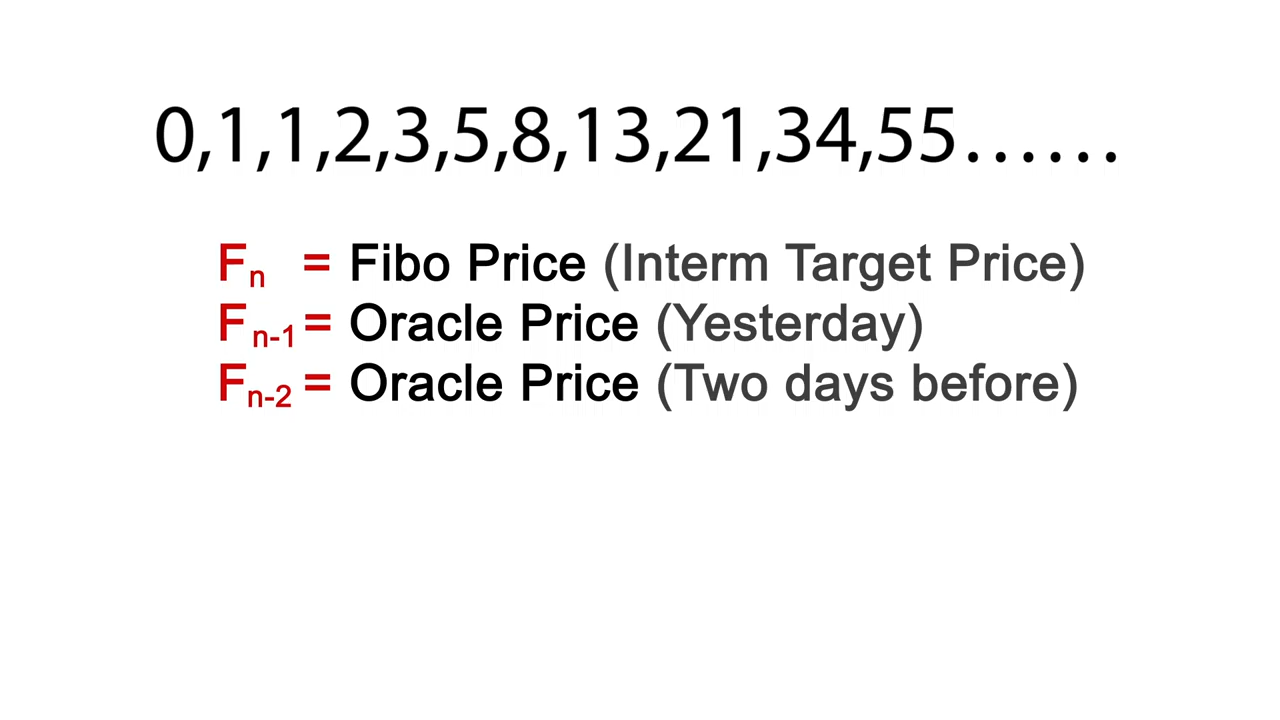 0,1,1,2,3,5,8,13,21,34,55......
Fn = Fibo Price (Interm Target Price)
Fn-1 = Oracle Price (Yesterday)
Fn-2 = Oracle Price (Two days before)